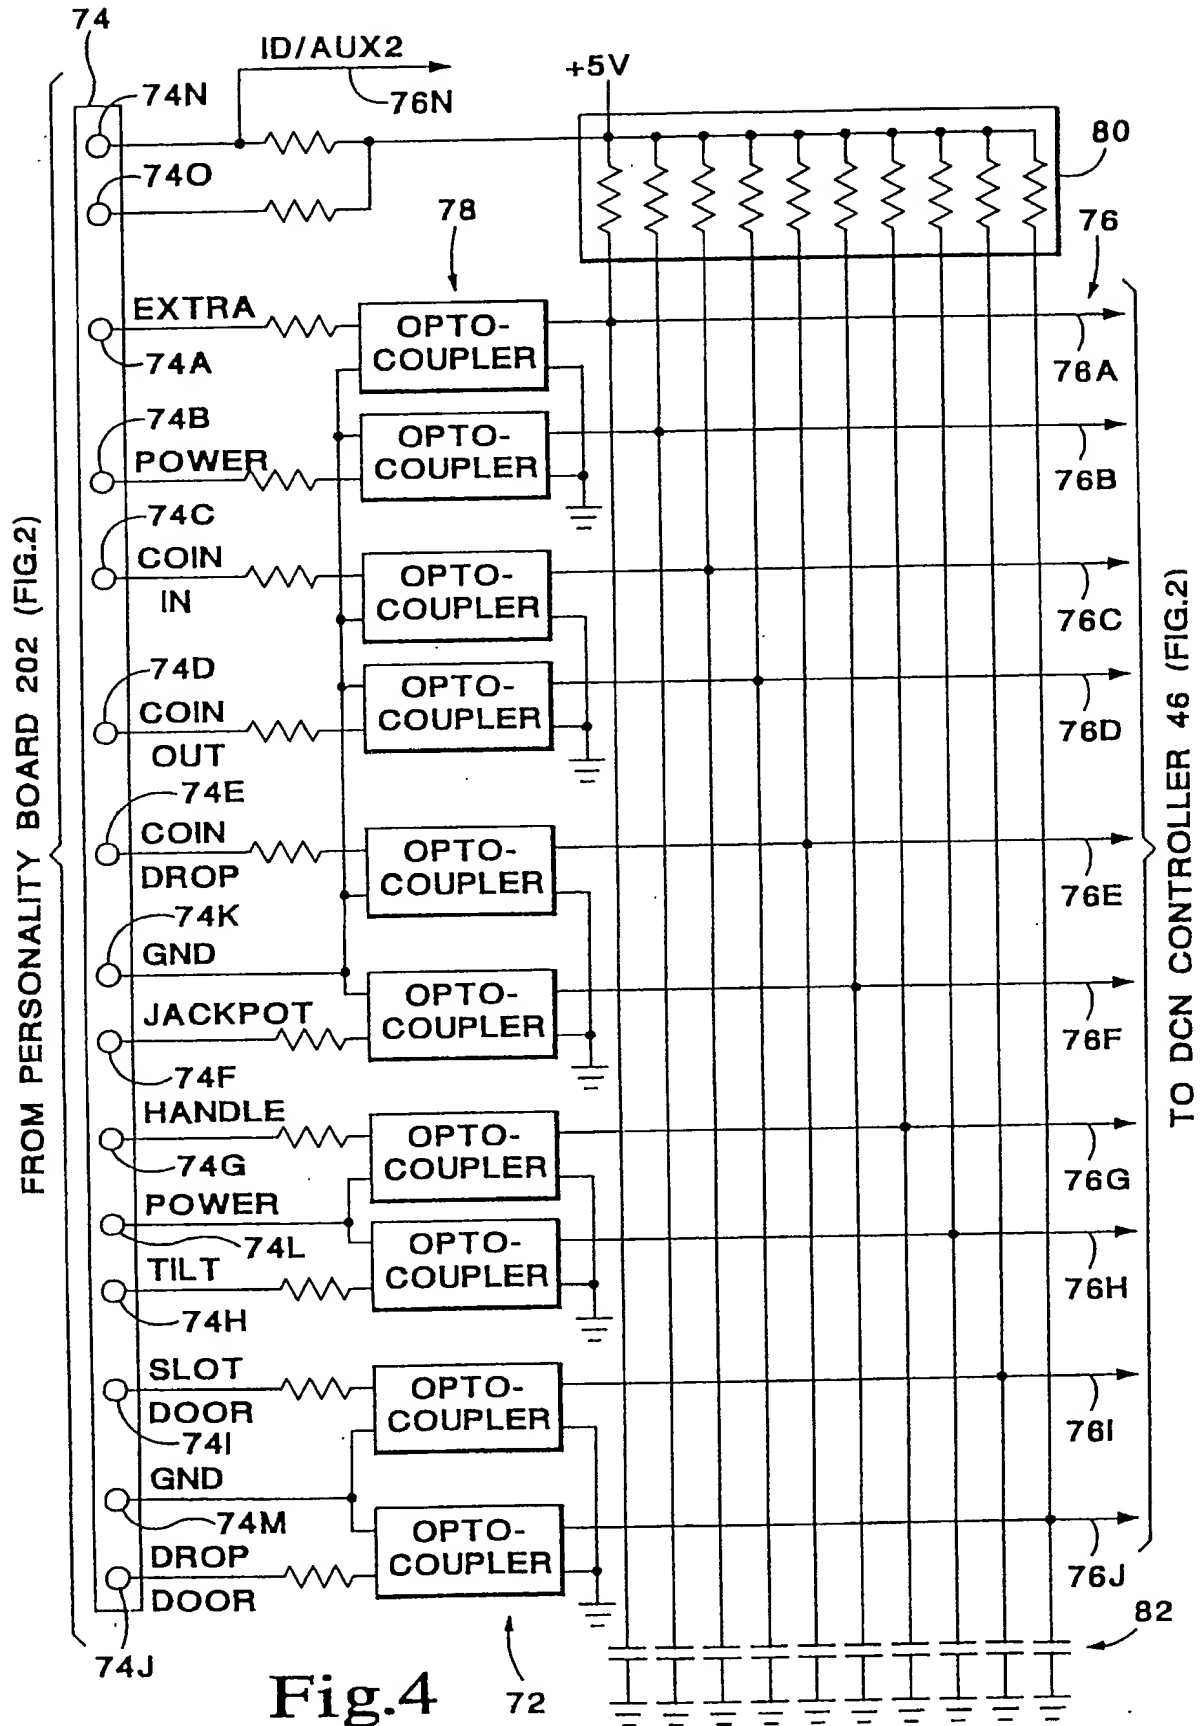 74
ID/AUX2
+5V
74N
76N
80
74O
78
76
EXTRA
OPTO-
COUPLER
74A
76A
74B
OPTO-
COUPLER
POWER
76B
74C
COIN
IN
OPTO-
COUPLER
76C
74D
OPTO-
COUPLER
COIN
OUT
76D
74E
COIN
DROP
OPTO-
COUPLER
76E
74K
GND
OPTO-
COUPLER
JACKPOT
76F
74F
HANDLE
OPTO-
COUPLER
74G
76G
POWER
74L
OPTO-
COUPLER
TILT
76H
74H
SLOT
DOOR
OPTO-
COUPLER
74I
76I
GND
74M
OPTO-
COUPLER
DROP
DOOR
76J
74J
72
82
FROM PERSONALITY BOARD 202 (FIG.2)
TO DCN CONTROLLER 46 (FIG.2)
Fig.4